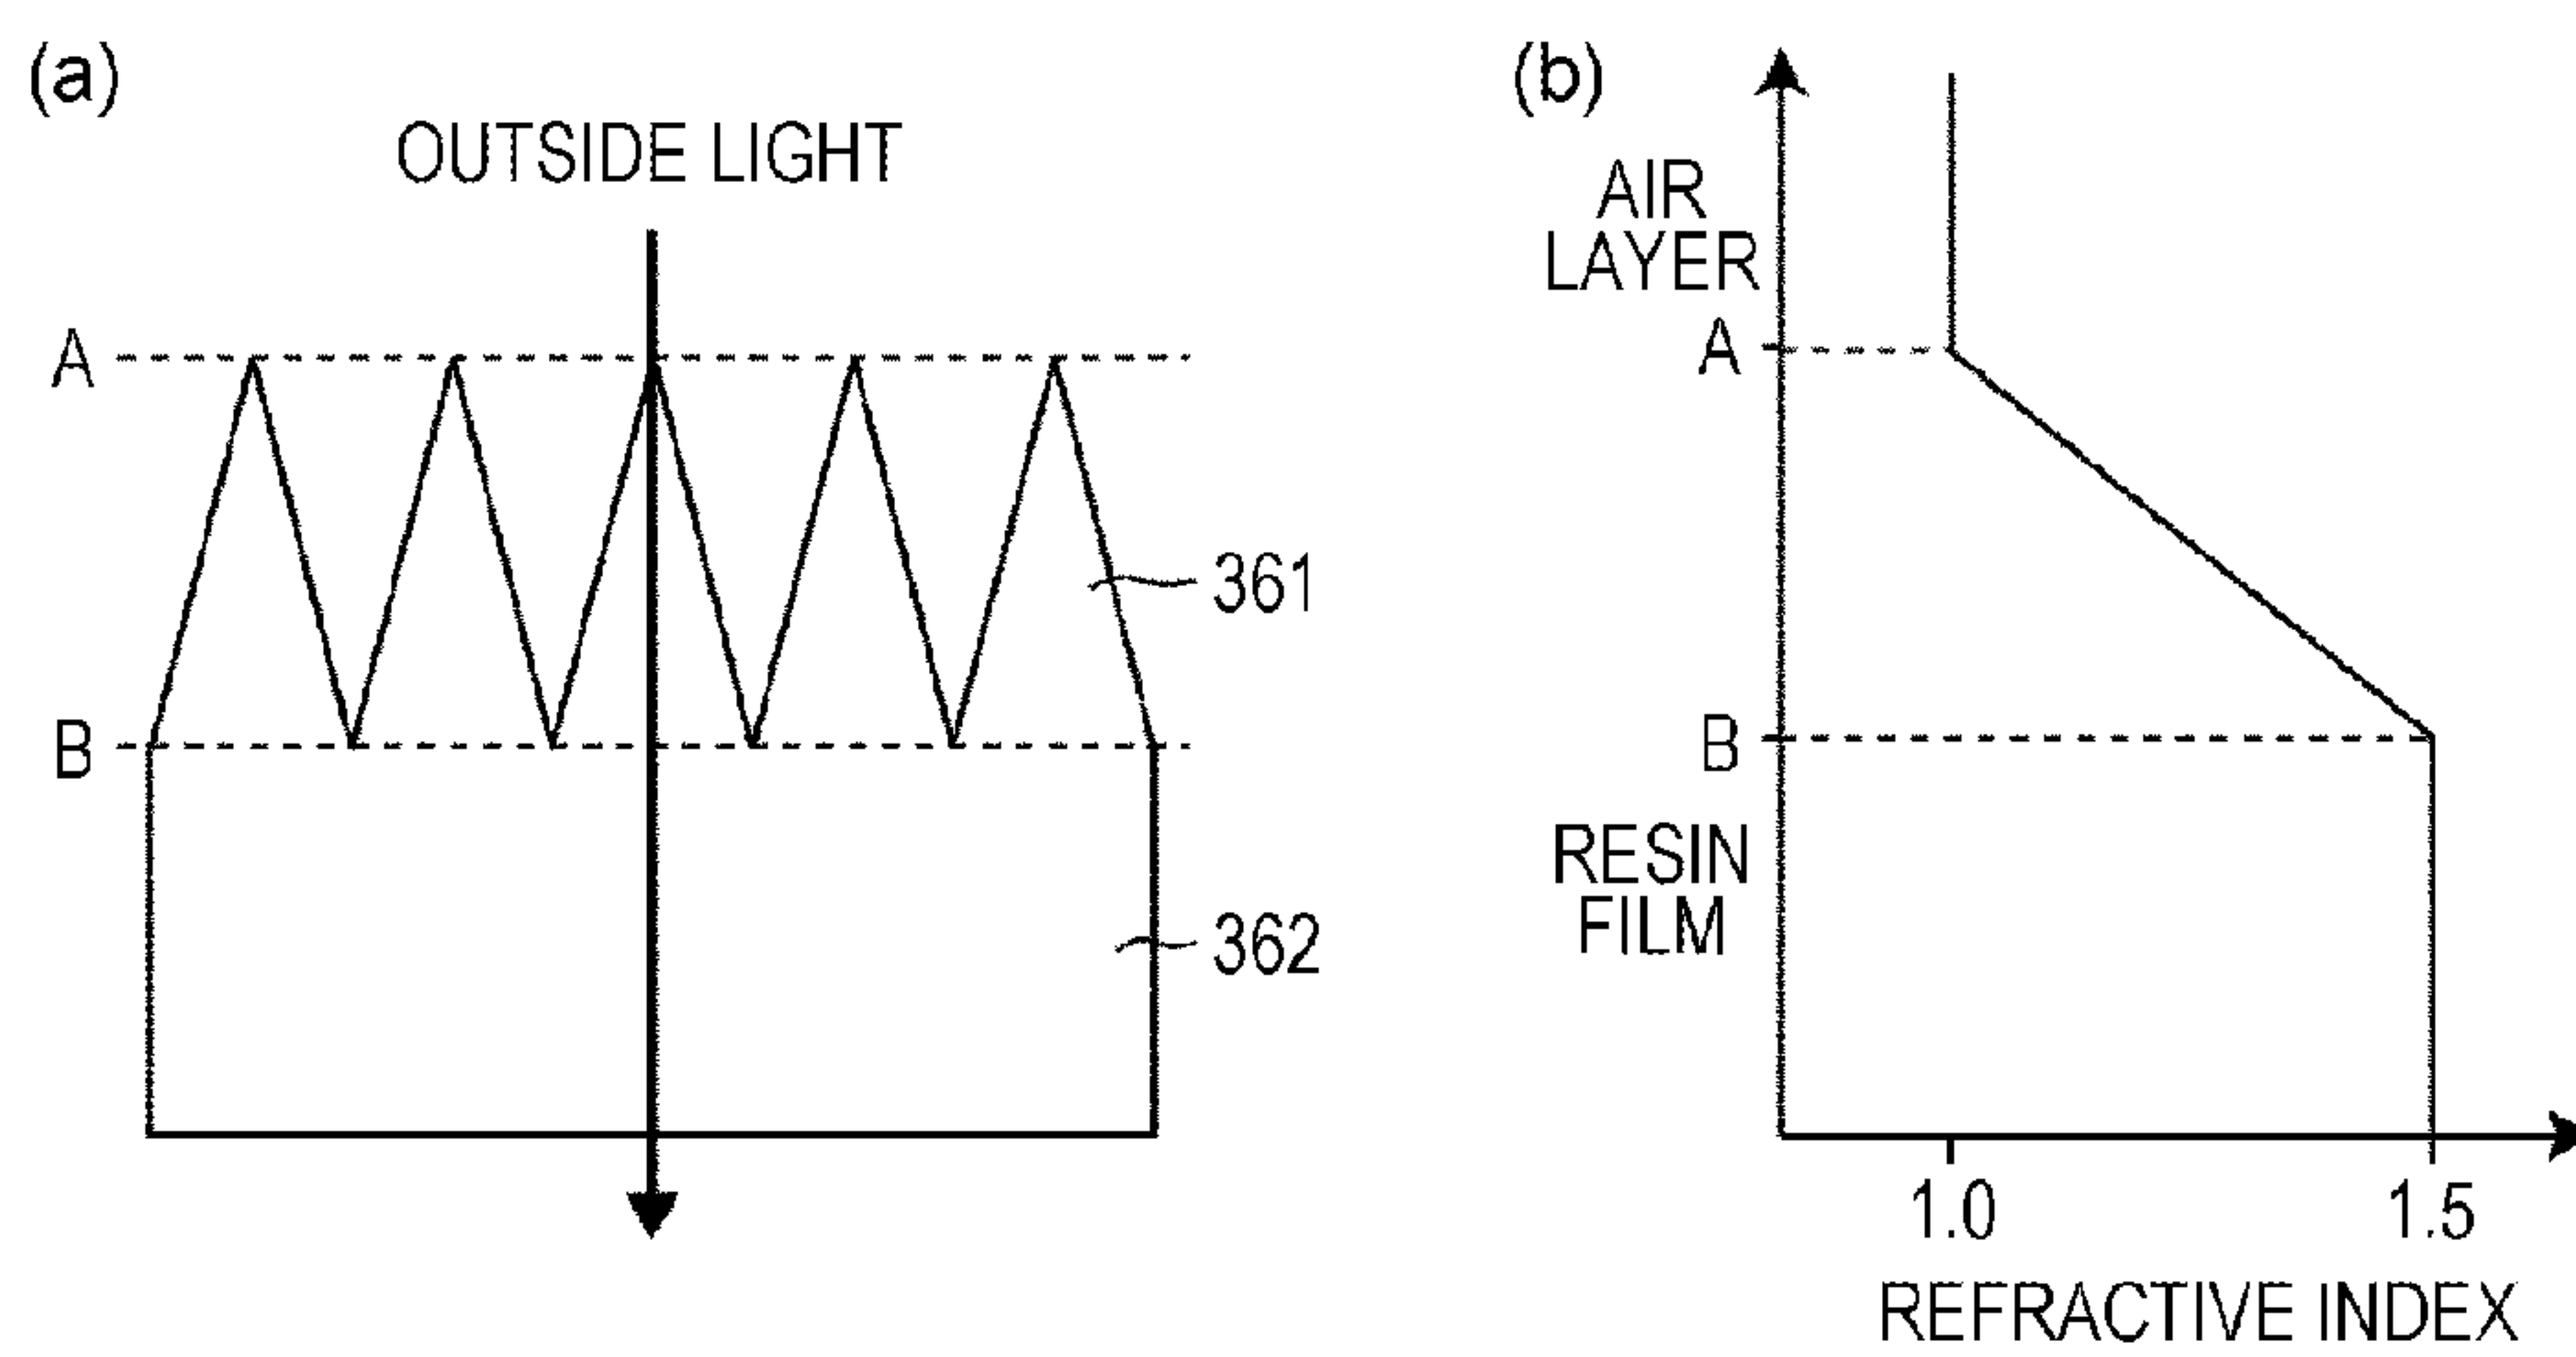 (a)
OUTSIDE LIGHT
A
B
361
362
(b)
AIR
LAYER
A
B
RESIN
FILM
1.0
1.5
REFRACTIVE INDEX